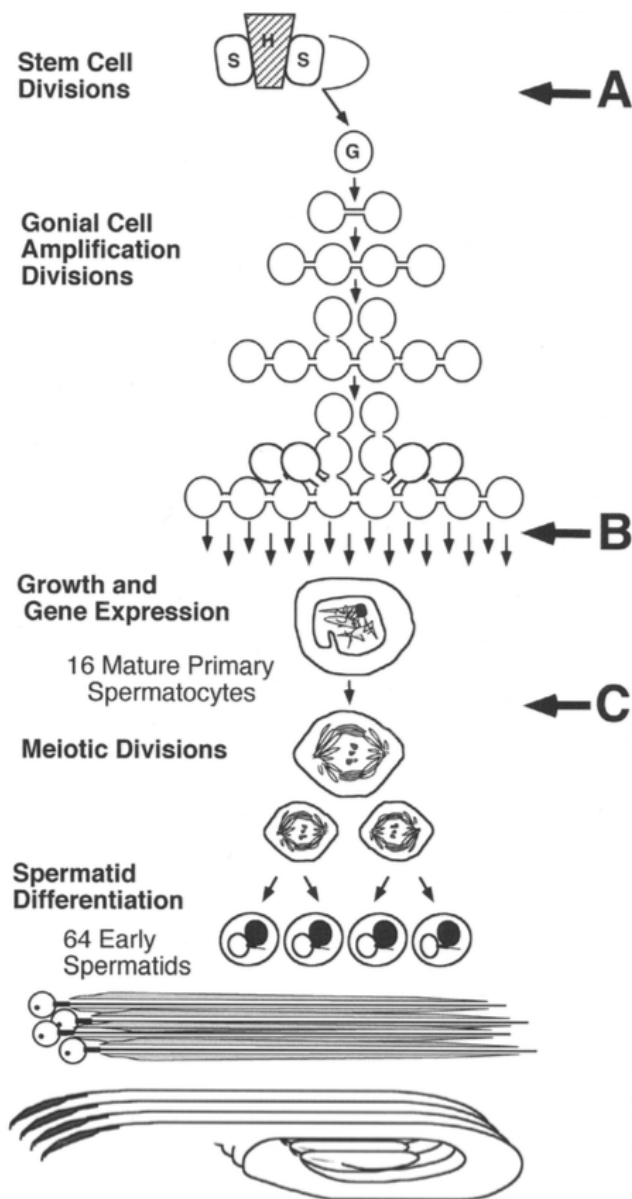 S H S
Stem Cell
Divisions
A
G
Gonial Cell
Amplification
Divisions
B
Growth and
Gene Expression
16 Mature Primary
Spermatocytes
C
Meiotic Divisions
Spermatid
Differentiation
64 Early
Spermatids